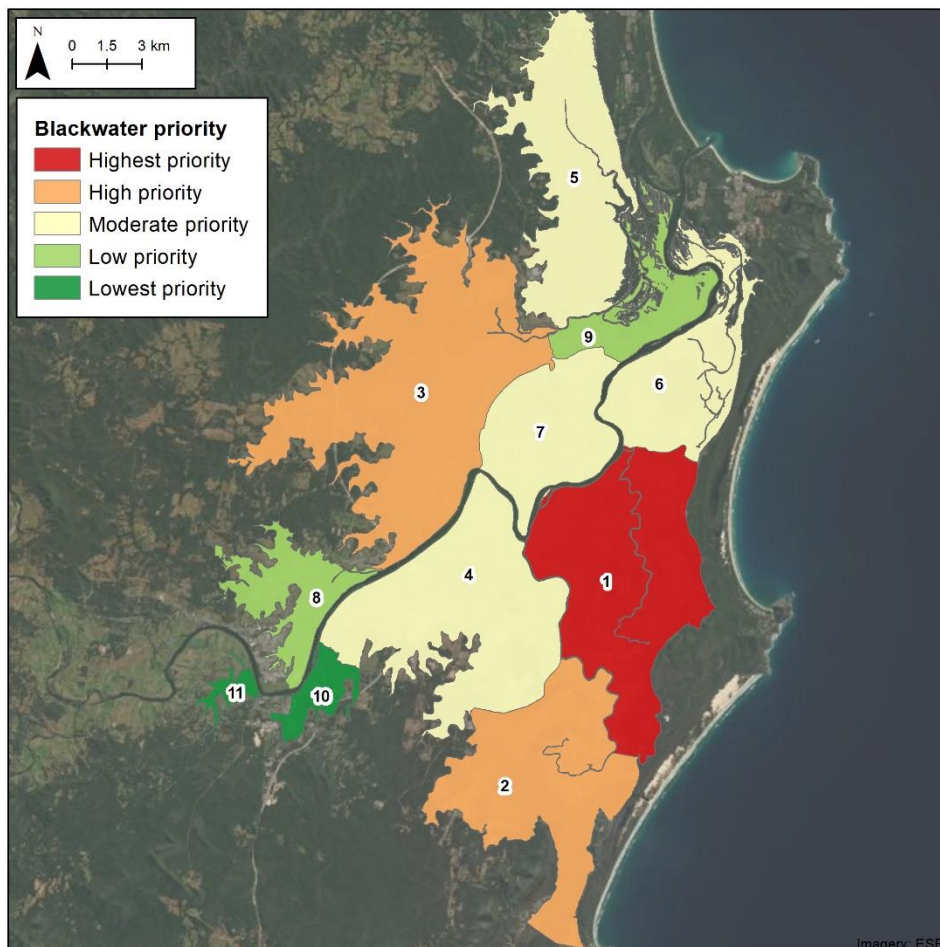 N
0 1.5 3 km
Blackwater priority
Highest priority
High priority
Moderate priority
Low priority
Lowest priority
5
9
3
6
7
4
1
8
11
10
2
Imagery: ESRI